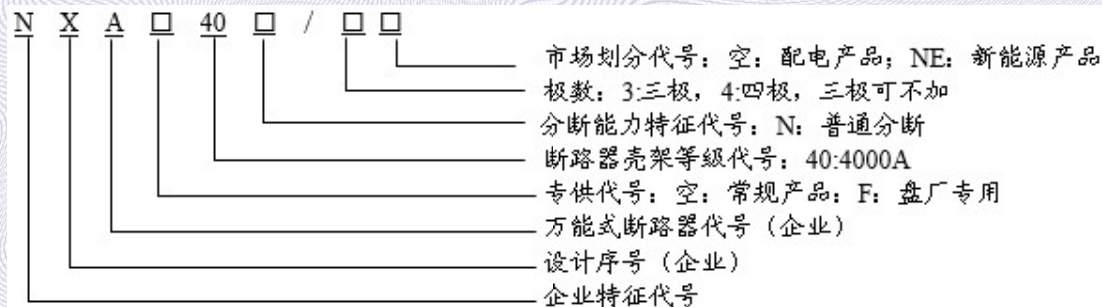 N X A □ 40 □ / □ □
市场划分代号：空：配电产品；NE：新能源产品
极数：3:三极，4:四极，三极可不加
分断能力特征代号：N：普通分断
断路器壳架等级代号：40:4000A
专供代号：空：常规产品；F：盘厂专用
万能式断路器代号（企业）
设计序号（企业）
企业特征代号